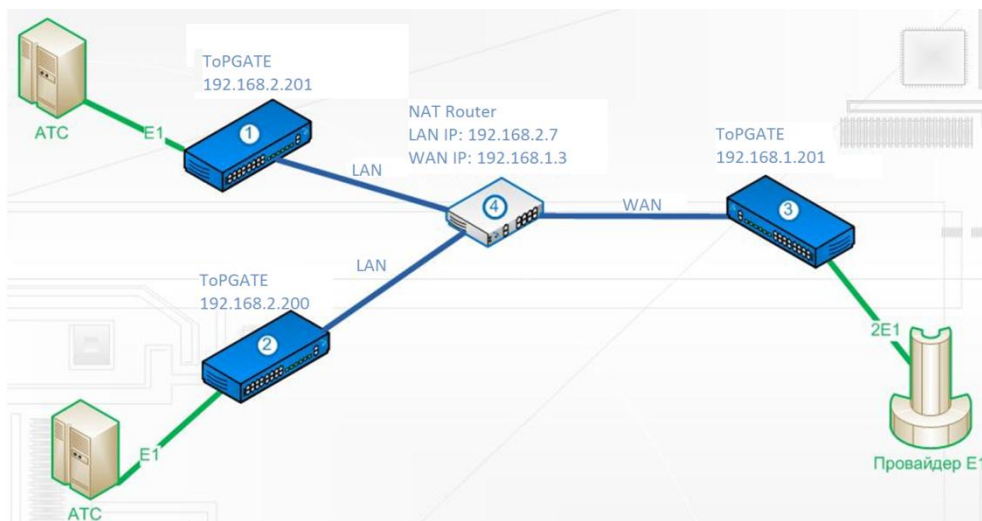 ToPGATE
192.168.2.201
АТС
E1
1
LAN
NAT Router
LAN IP: 192.168.2.7
WAN IP: 192.168.1.3
4
WAN
ToPGATE
192.168.1.201
3
LAN
ToPGATE
192.168.2.200
2
E1
АТС
2E1
Провайдер E1